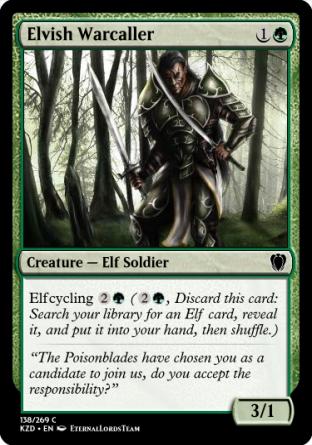 Elvish Warcaller 1
Creature — Elf Soldier
Elfcycling 2 ( 2 , Discard this card:
Search your library for an Elf card, reveal
it, and put it into your hand, then shuffle.)
“The Poisonblades have chosen you as a
candidate to join us, do you accept the
responsibility?”
3/1
138/269 C
KZD • EN EternalLordsTeam